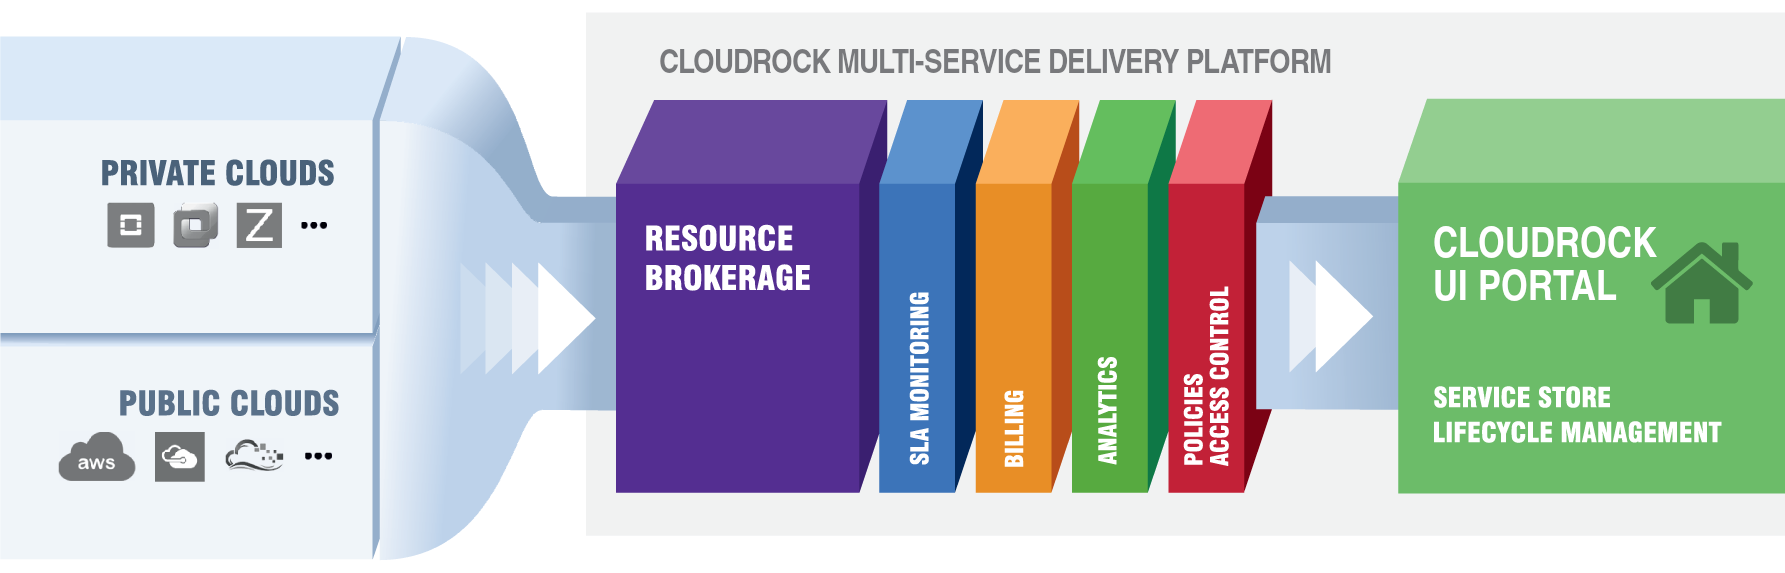 CLOUDROCK MULTI-SERVICE DELIVERY PLATFORM
PRIVATE CLOUDS
Z
PUBLIC CLOUDS
aws
RESOURCE
BROKERAGE
SLA MONITORING
BILLING
ANALYTICS
POLICIES
ACCESS CONTROL
CLOUDROCK
UI PORTAL
SERVICE STORE
LIFECYCLE MANAGEMENT